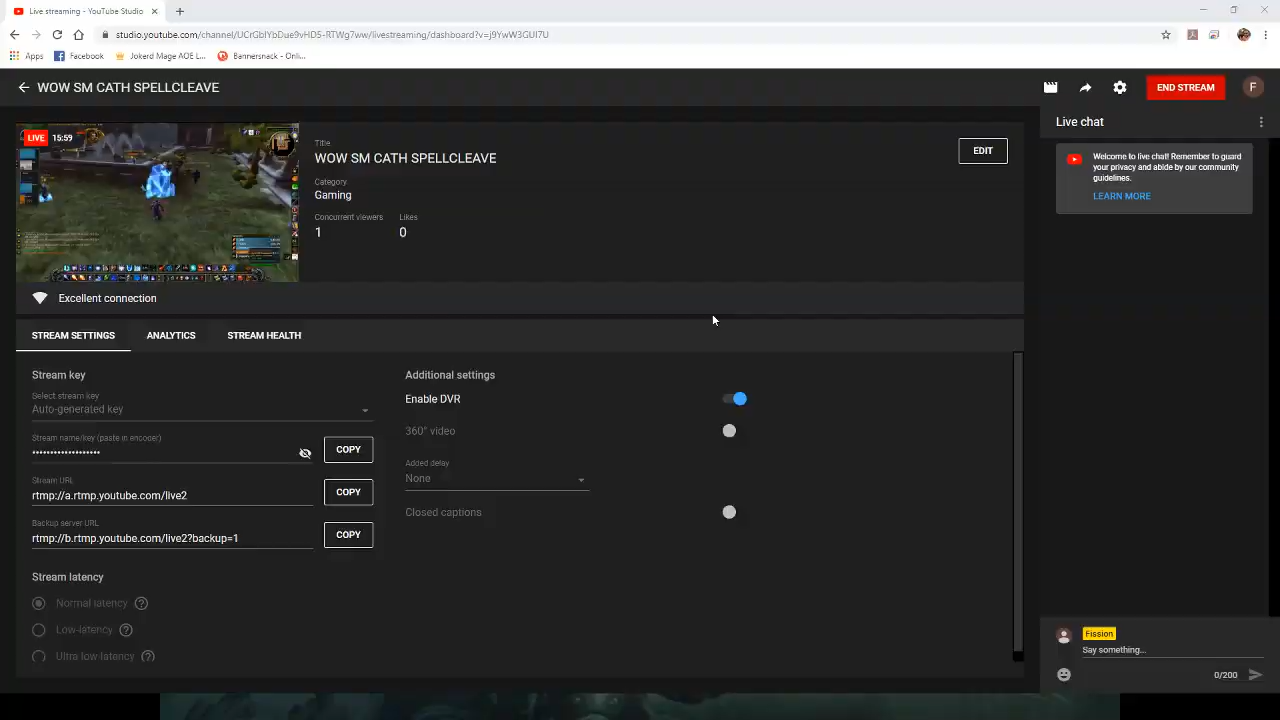 Live streaming - YouTube Studio
studio.youtube.com/channel/UCrGblYbDue9vHD5-RTWg7ww/livestreaming/dashboard?v=j9YwW3GUI7U
Apps Facebook Jokerd Mage AOE L... Bannersnack - Onli...
WOW SM CATH SPELLCLEAVE
END STREAM
F
LIVE 15:59
Title
WOW SM CATH SPELLCLEAVE
EDIT
Category
Gaming
Concurrent viewers Likes
1 0
Excellent connection
STREAM SETTINGS ANALYTICS STREAM HEALTH
Stream key
Select stream key
Auto-generated key
Stream name/key (paste in encoder)
•••••••••••••••••••
COPY
Stream URL
rtmp://a.rtmp.youtube.com/live2
COPY
Backup server URL
rtmp://b.rtmp.youtube.com/live2?backup=1
COPY
Stream latency
Normal latency
Low-latency
Ultra low-latency
Additional settings
Enable DVR
360° video
Added delay
None
Closed captions
Live chat
Welcome to live chat! Remember to guard
your privacy and abide by our community
guidelines.
LEARN MORE
Fission
Say something...
0/200